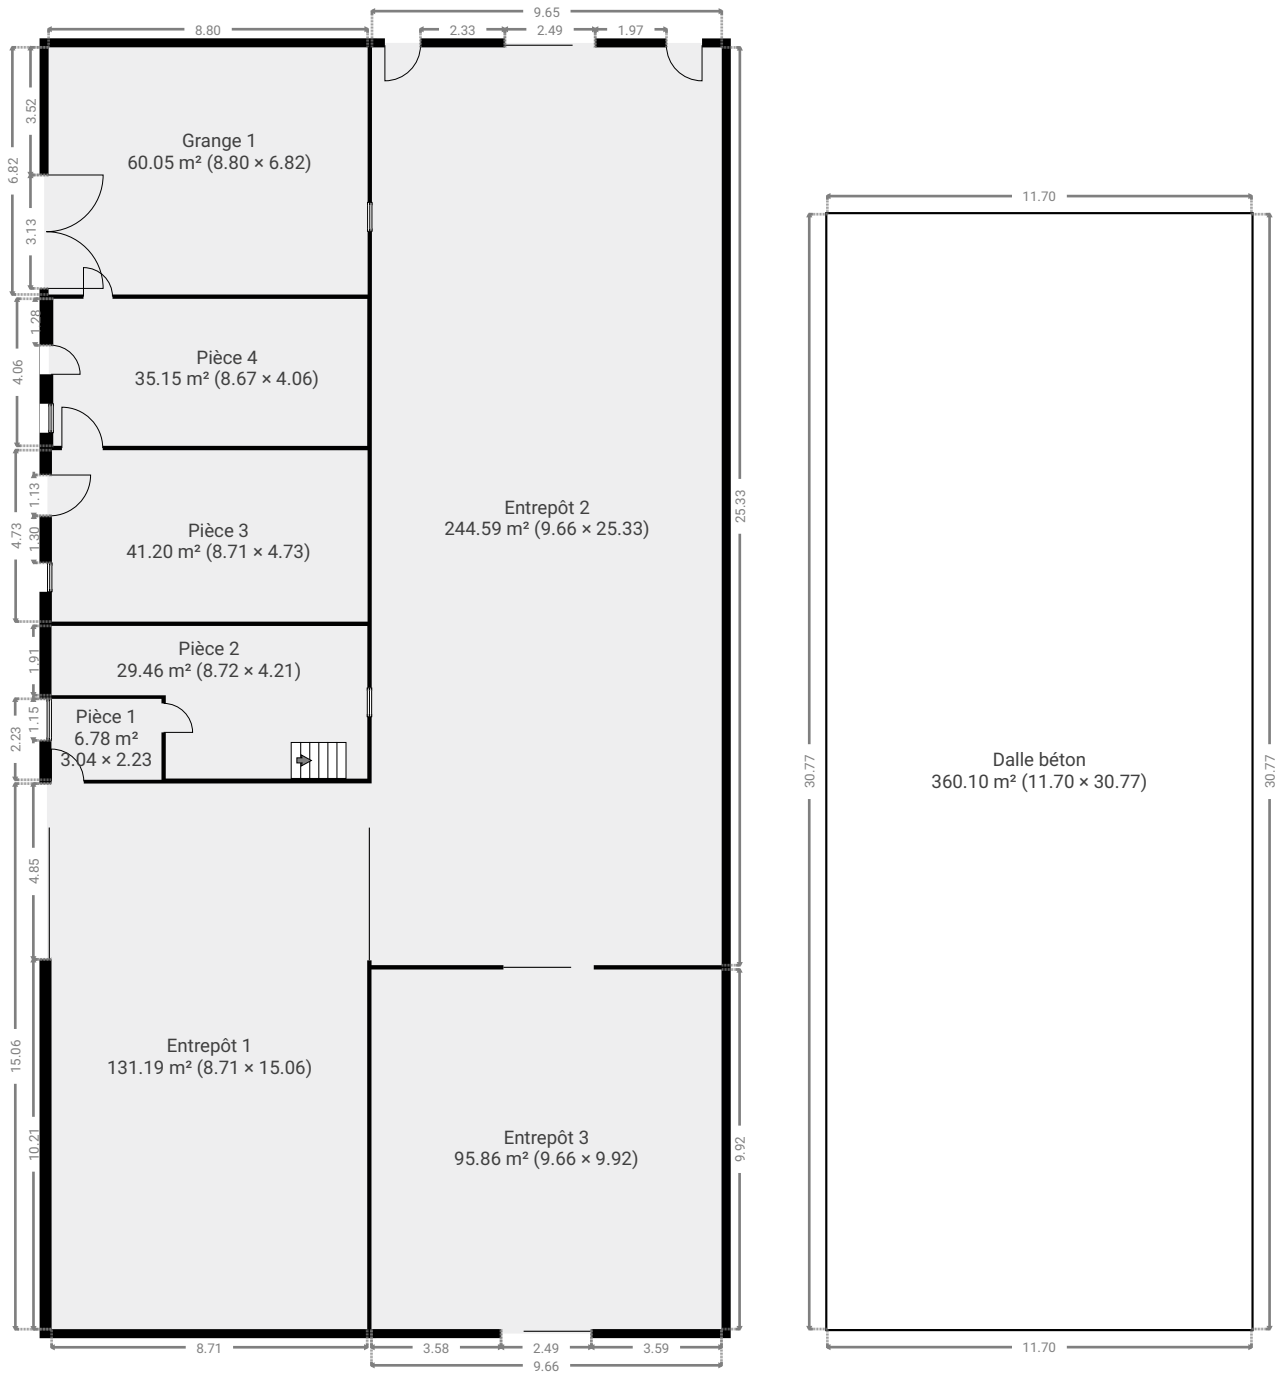 9.65
8.80
2.33
2.49
1.97
3.52
6.82
3.13
Grange 1
60.05 m² (8.80 × 6.82)
11.70
1.28
4.06
Pièce 4
35.15 m² (8.67 × 4.06)
1.13
4.73
1.30
Pièce 3
41.20 m² (8.71 × 4.73)
Entrepôt 2
244.59 m² (9.66 × 25.33)
25.33
1.91
Pièce 2
29.46 m² (8.72 × 4.21)
2.23
1.15
Pièce 1
6.78 m²
3.04 × 2.23
30.77
Dalle béton
360.10 m² (11.70 × 30.77)
30.77
4.85
15.06
10.21
Entrepôt 1
131.19 m² (8.71 × 15.06)
Entrepôt 3
95.86 m² (9.66 × 9.92)
9.92
8.71
3.58
2.49
3.59
9.66
11.70